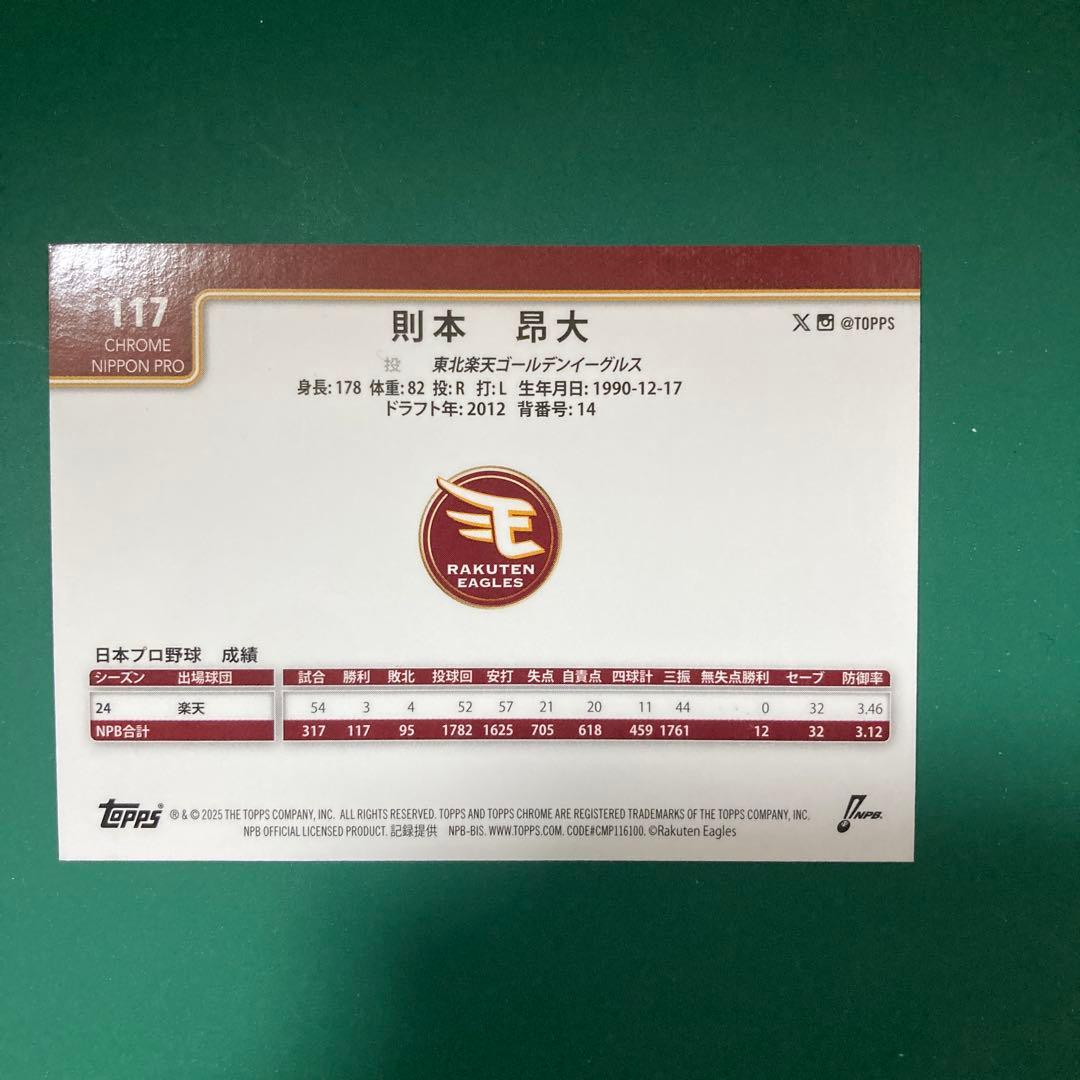 117
CHROME
NIPPON PRO
則本 昂大
X @TOPPS
投 東北楽天ゴールデンイーグルス
身長: 178 体重: 82 投: R 打: L 生年月日: 1990-12-17
ドラフト年: 2012 背番号: 14
RAKUTEN
EAGLES
日本プロ野球 成績
シーズン 出場球団 試合 勝利 敗北 投球回 安打 失点 自責点 四球計 三振 無失点勝利 セーブ 防御率
24 楽天 54 3 4 52 57 21 20 11 44 0 32 3.46
NPB合計 317 117 95 1782 1625 705 618 459 1761 12 32 3.12
topps® ® & © 2025 THE TOPPS COMPANY, INC. ALL RIGHTS RESERVED. TOPPS AND TOPPS CHROME ARE REGISTERED TRADEMARKS OF THE TOPPS COMPANY, INC.
NPB OFFICIAL LICENSED PRODUCT. 記録提供 NPB-BIS. WWW.TOPPS.COM. CODE#CMP116100. ©Rakuten Eagles
NPB.